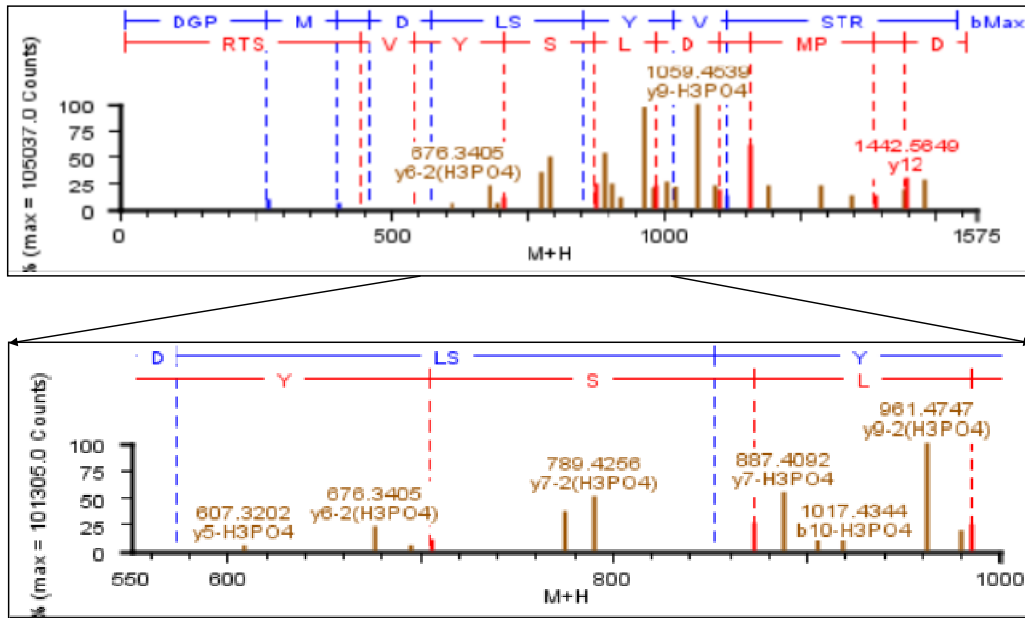 DGP M D LS Y V STR bMax
RTS V Y S L D MP D
1059.4539
y9-H3PO4
100
676.3405
1442.5649
75
y6-2(H3PO4)
y12
50
25
0
0 500 1000 1575
M+H
% (max = 105037.0 Counts)
D LS Y
Y S L
961.4747
y9-2(H3PO4)
100
789.4256
887.4092
75
676.3405
y7-2(H3PO4)
y7-H3PO4
50
607.3202
y6-2(H3PO4)
1017.4344
25
y5-H3PO4
b10-H3PO4
0
550 600 800 1000
M+H
% (max = 101305.0 Counts)